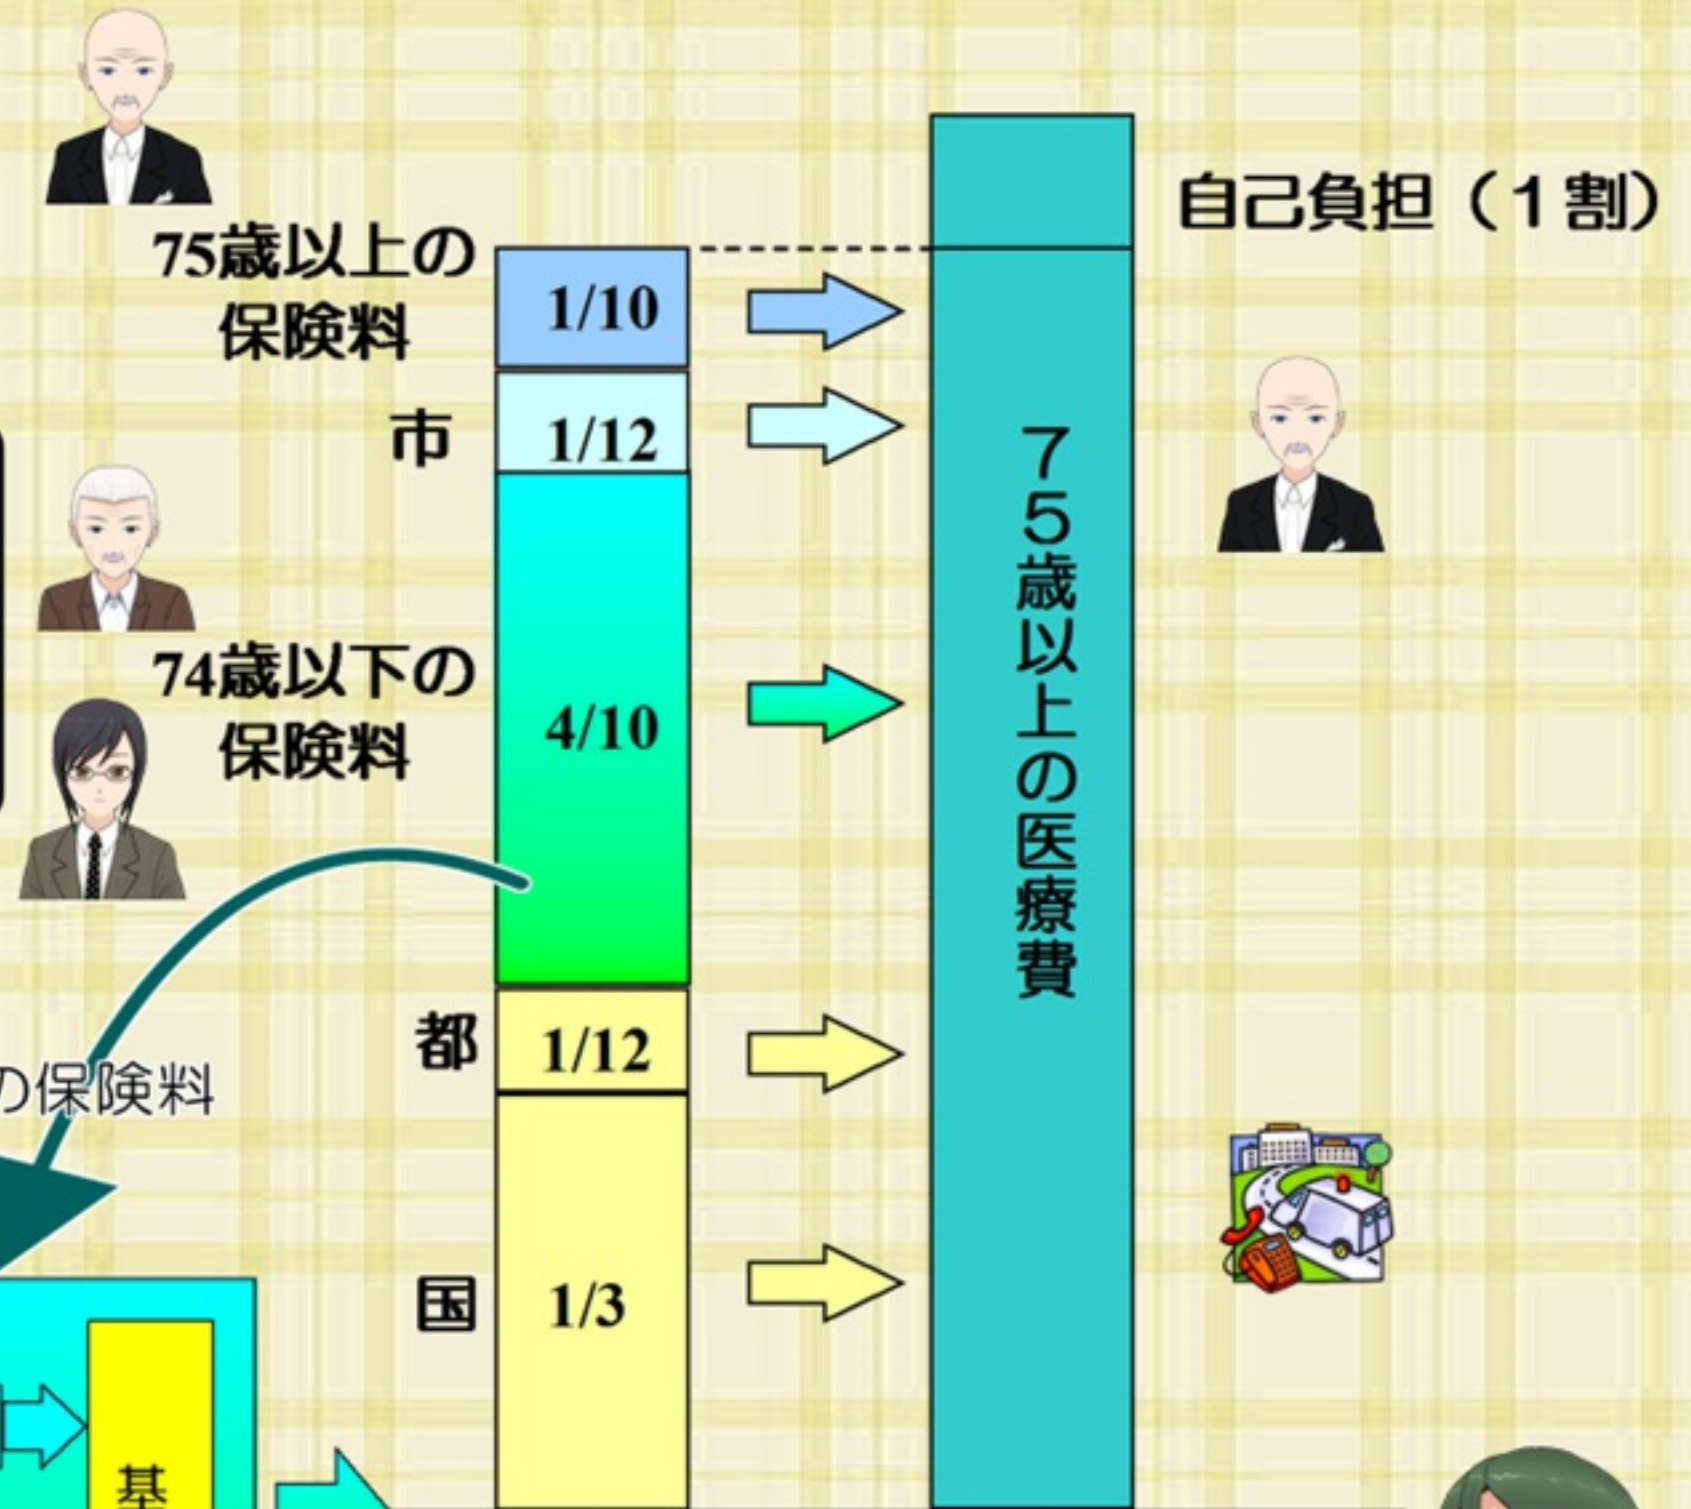 自己負担（１割）
75歳以上の
保険料
1/10
市
1/12
74歳以下の
保険料
4/10
７５歳以上の医療費
都
1/12
の保険料
国
1/3
基